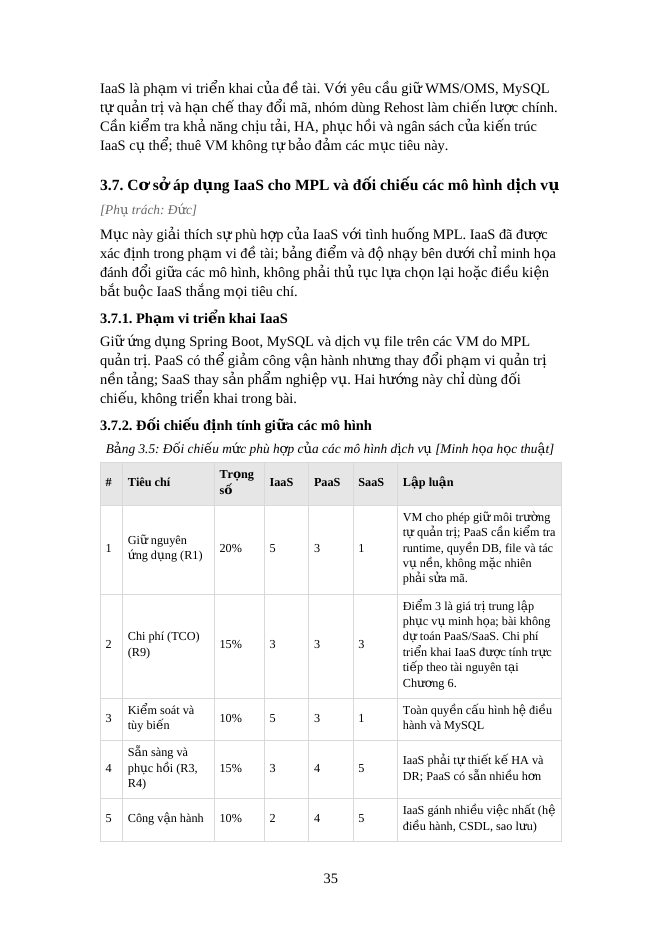 IaaS là phạm vi triển khai của đề tài. Với yêu cầu giữ WMS/OMS, MySQL
tự quản trị và hạn chế thay đổi mã, nhóm dùng Rehost làm chiến lược chính.
Cần kiểm tra khả năng chịu tải, HA, phục hồi và ngân sách của kiến trúc
IaaS cụ thể; thuê VM không tự bảo đảm các mục tiêu này.
3.7. Cơ sở áp dụng IaaS cho MPL và đối chiếu các mô hình dịch vụ
[Phụ trách: Đức]
Mục này giải thích sự phù hợp của IaaS với tình huống MPL. IaaS đã được
xác định trong phạm vi đề tài; bảng điểm và độ nhạy bên dưới chỉ minh họa
đánh đổi giữa các mô hình, không phải thủ tục lựa chọn lại hoặc điều kiện
bắt buộc IaaS thắng mọi tiêu chí.
3.7.1. Phạm vi triển khai IaaS
Giữ ứng dụng Spring Boot, MySQL và dịch vụ file trên các VM do MPL
quản trị. PaaS có thể giảm công vận hành nhưng thay đổi phạm vi quản trị
nền tảng; SaaS thay sản phẩm nghiệp vụ. Hai hướng này chỉ dùng đối
chiếu, không triển khai trong bài.
3.7.2. Đối chiếu định tính giữa các mô hình
Bảng 3.5: Đối chiếu mức phù hợp của các mô hình dịch vụ [Minh họa học thuật]
# Tiêu chí Trọng số IaaS PaaS SaaS Lập luận
1 Giữ nguyên ứng dụng (R1) 20% 5 3 1 VM cho phép giữ môi trường
tự quản trị; PaaS cần kiểm tra
runtime, quyền DB, file và tác
vụ nền, không mặc nhiên
phải sửa mã.
2 Chi phí (TCO) (R9) 15% 3 3 3 Điểm 3 là giá trị trung lập
phục vụ minh họa; bài không
dự toán PaaS/SaaS. Chi phí
triển khai IaaS được tính trực
tiếp theo tài nguyên tại
Chương 6.
3 Kiểm soát và tùy biến 10% 5 3 1 Toàn quyền cấu hình hệ điều
hành và MySQL
4 Sẵn sàng và phục hồi (R3, R4) 15% 3 4 5 IaaS phải tự thiết kế HA và
DR; PaaS có sẵn nhiều hơn
5 Công vận hành 10% 2 4 5 IaaS gánh nhiều việc nhất (hệ
điều hành, CSDL, sao lưu)
35